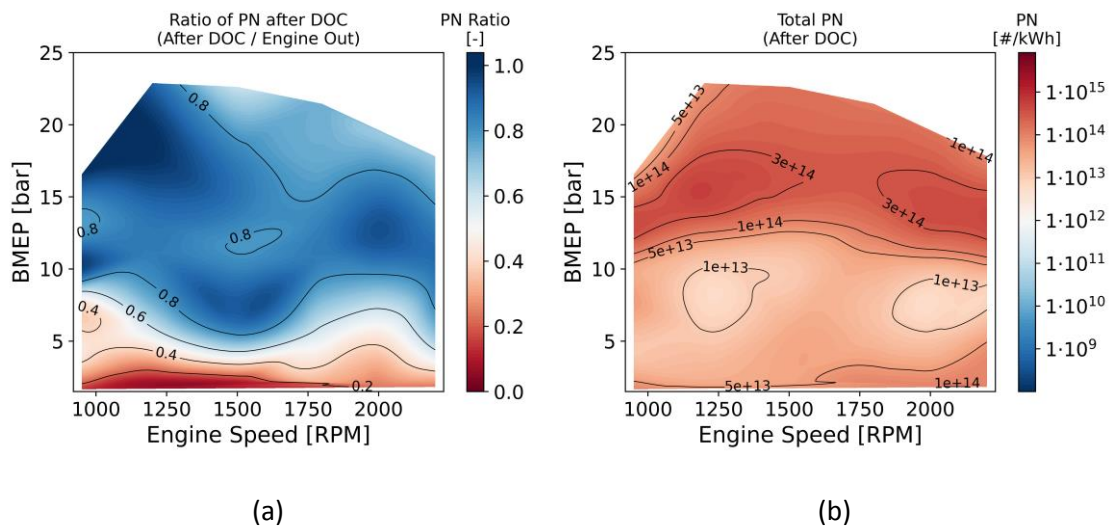 Ratio of PN after DOC
(After DOC / Engine Out)
PN Ratio
[-]
25
20
15
10
5
BMEP [bar]
0.8
0.8
0.8
0.8
0.6
0.4
0.4
0.2
1000 1250 1500 1750 2000
Engine Speed [RPM]
1.0
0.8
0.6
0.4
0.2
0.0
(a)
Total PN
(After DOC)
PN
[#/kWh]
25
20
15
10
5
BMEP [bar]
5e+13
1e+14
1e+14
3e+14
3e+14
1e+14
5e+13
1e+13
1e+13
5e+13
1e+14
1000 1250 1500 1750 2000
Engine Speed [RPM]
1·10¹⁵
1·10¹⁴
1·10¹³
1·10¹²
1·10¹¹
1·10¹⁰
1·10⁹
(b)